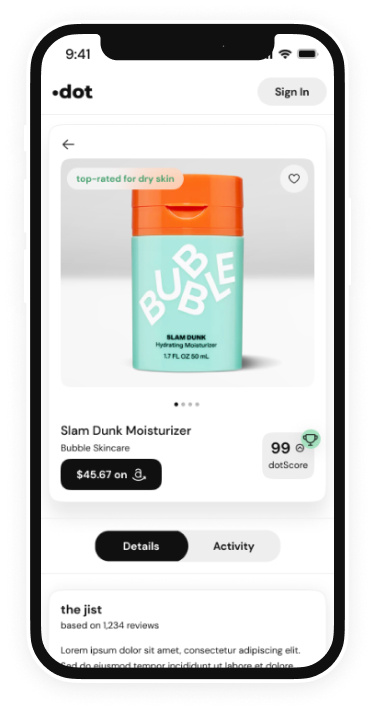 9:41
•dot
Sign In
top-rated for dry skin
BUBBLE
SLAM DUNK
Hydrating Moisturizer
1.7 FL OZ 50 mL
Slam Dunk Moisturizer
Bubble Skincare
$45.67 on a
99
dotScore
Details
Activity
the jist
based on 1,234 reviews
Lorem ipsum dolor sit amet, consectetur adipiscing elit.
Sed do eiusmod tempor incididunt ut labore et dolore